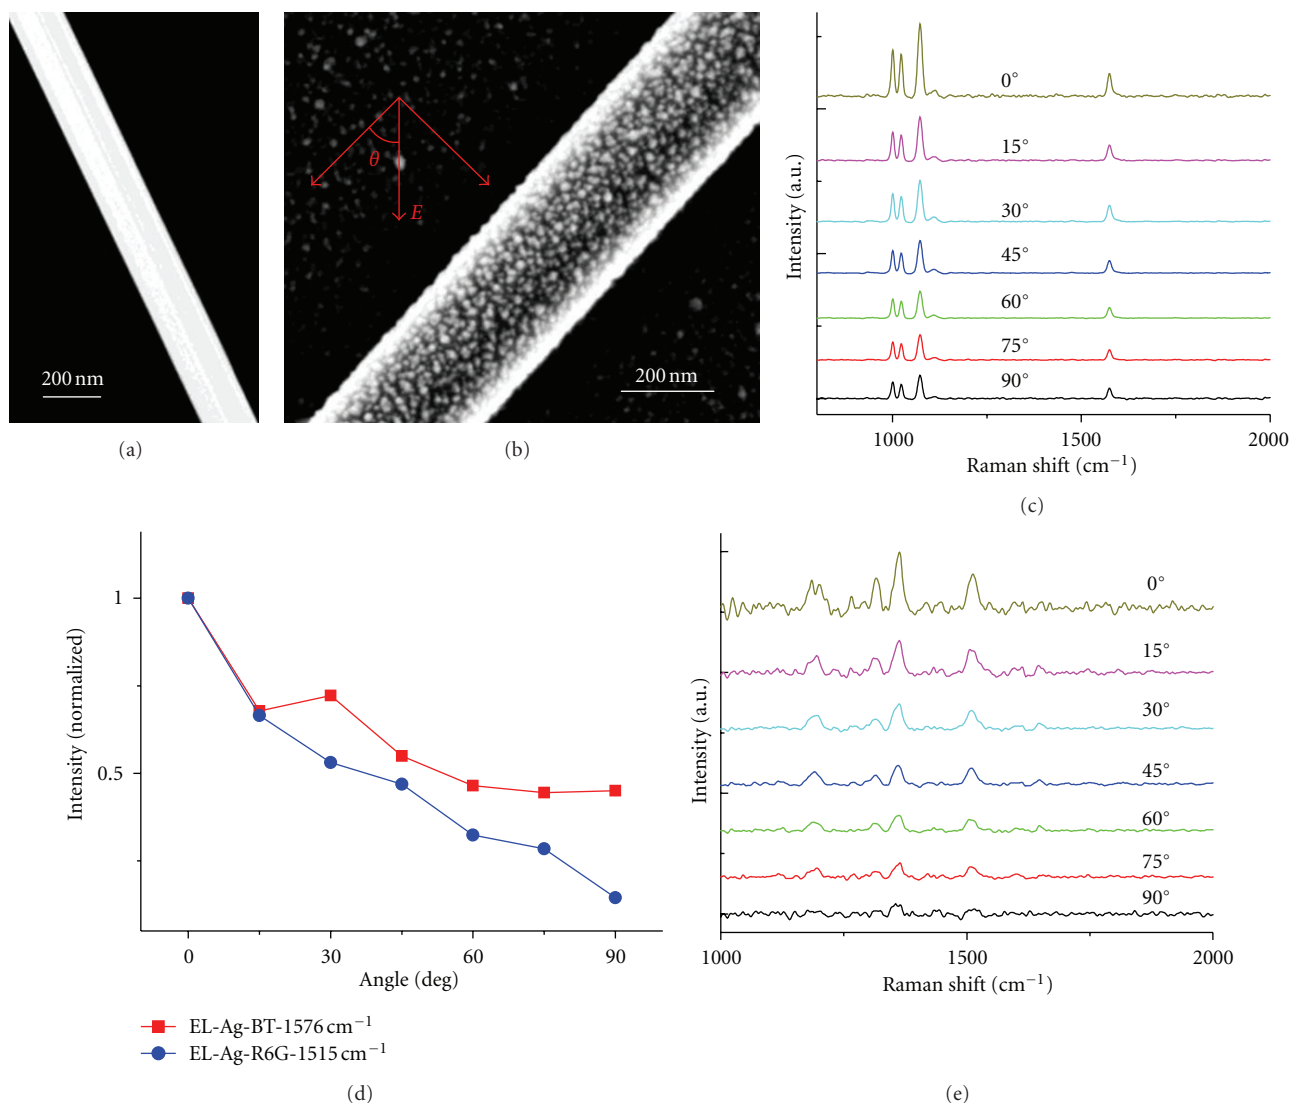 200 nm
(a)
θ
E
200 nm
(b)
Intensity (a.u.)
0°
15°
30°
45°
60°
75°
90°
1000 1500 2000
Raman shift (cm⁻¹)
(c)
Intensity (normalized)
1
0.5
0 30 60 90
Angle (deg)
EL-Ag-BT-1576 cm⁻¹
EL-Ag-R6G-1515 cm⁻¹
(d)
Intensity (a.u.)
0°
15°
30°
45°
60°
75°
90°
1000 1500 2000
Raman shift (cm⁻¹)
(e)